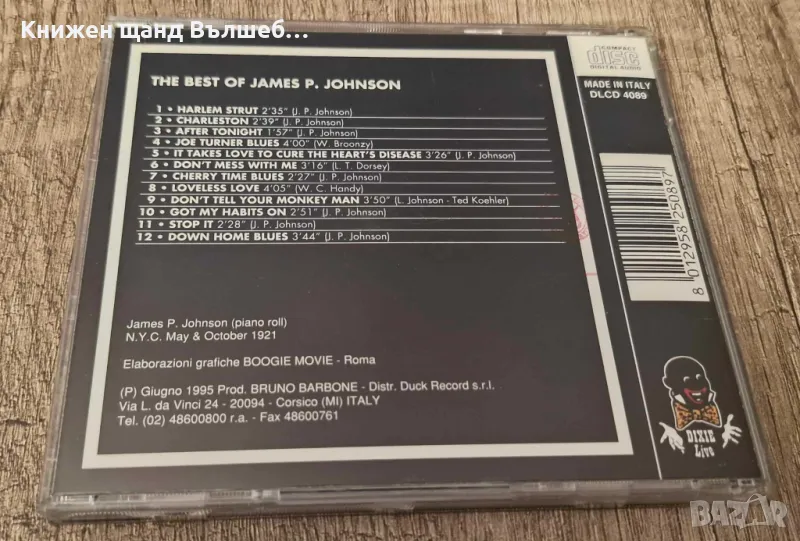 Книжен щанд Вълшеб...
COMPACT
disc
DIGITAL AUDIO
MADE IN ITALY
DLCD 4089
THE BEST OF JAMES P. JOHNSON
1 • HARLEM STRUT 2'35" (J. P. Johnson)
2 • CHARLESTON 2'39" (J. P. Johnson)
3 • AFTER TONIGHT 1'57" (J. P. Johnson)
4 • JOE TURNER BLUES 4'00" (W. Broonzy)
5 • IT TAKES LOVE TO CURE THE HEART'S DISEASE 3'26" (J. P. Johnson)
6 • DON'T MESS WITH ME 3'16" (L. T. Dorsey)
7 • CHERRY TIME BLUES 2'27" (J. P. Johnson)
8 • LOVELESS LOVE 4'05" (W. C. Handy)
9 • DON'T TELL YOUR MONKEY MAN 3'50" (L. Johnson - Ted Koehler)
10 • GOT MY HABITS ON 2'51" (J. P. Johnson)
11 • STOP IT 2'28" (J. P. Johnson)
12 • DOWN HOME BLUES 3'44" (J. P. Johnson)
James P. Johnson (piano roll)
N.Y.C. May & October 1921
Elaborazioni grafiche BOOGIE MOVIE - Roma
(P) Giugno 1995 Prod. BRUNO BARBONE - Distr. Duck Record s.r.l.
Via L. da Vinci 24 - 20094 - Corsico (MI) ITALY
Tel. (02) 48600800 r.a. - Fax 48600761
8 012958 250897
DIXIE
Live
BAZAR